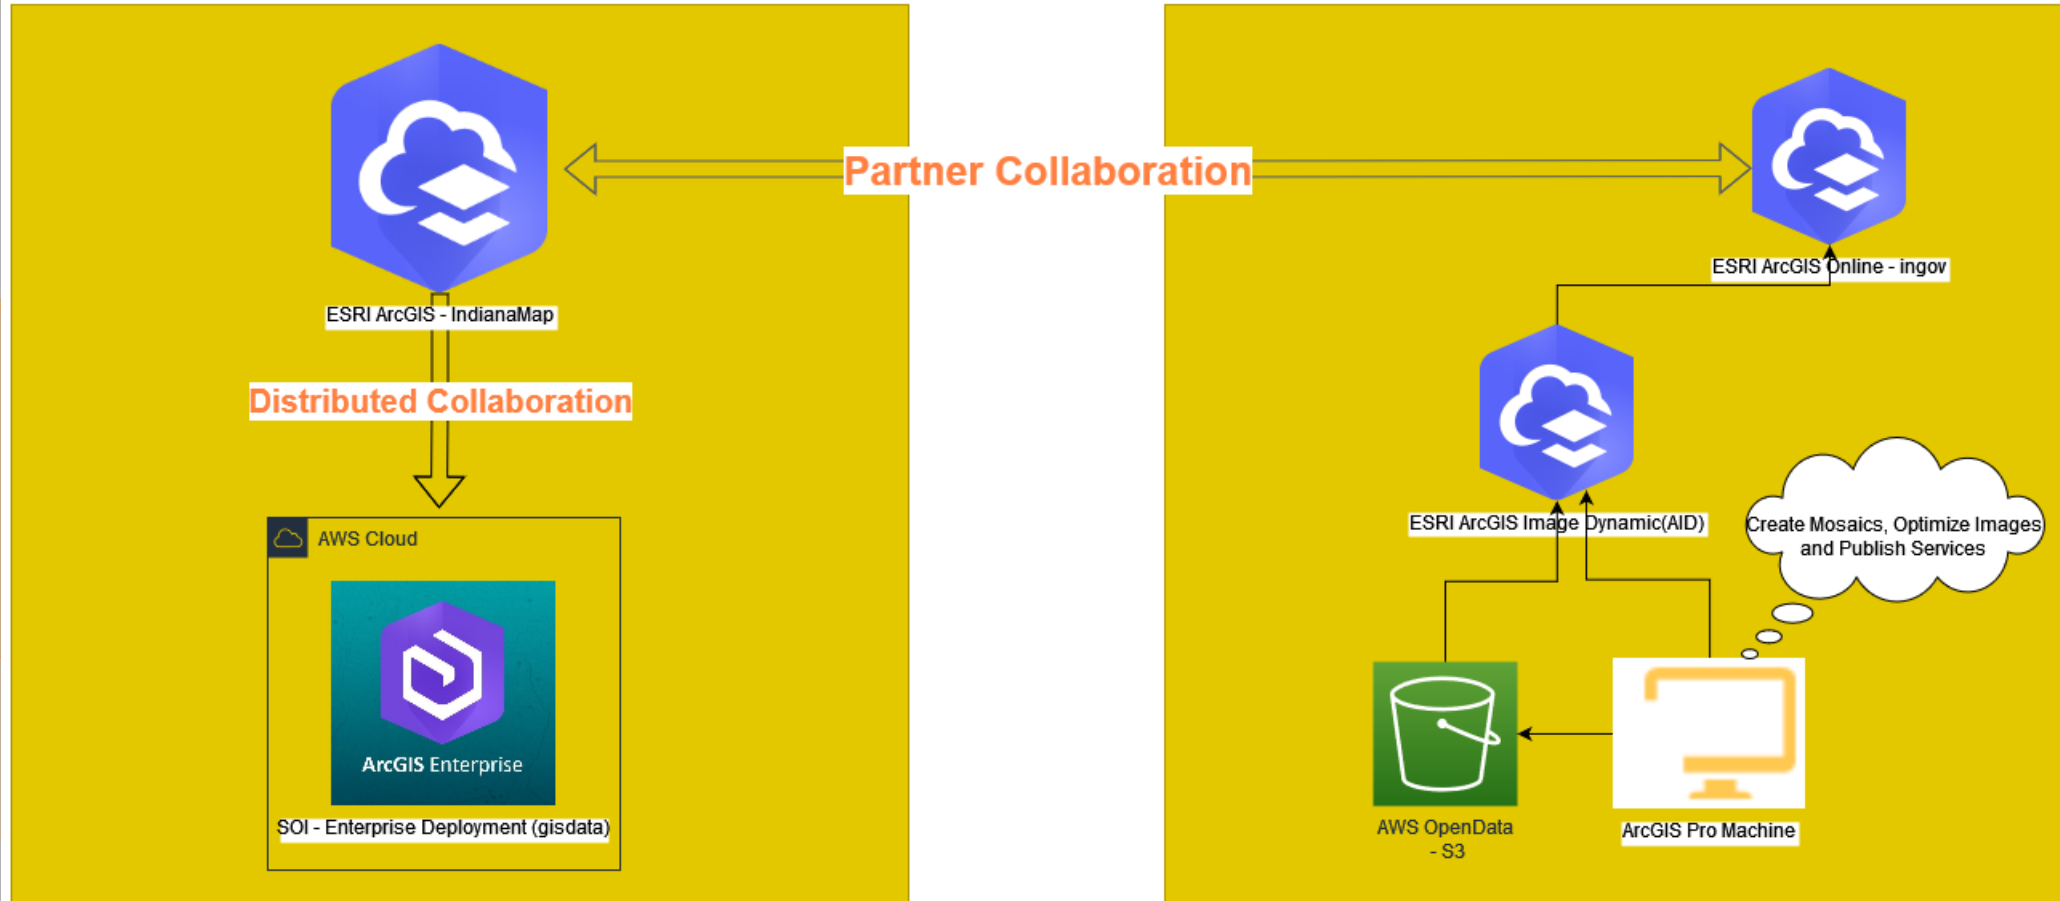 Partner Collaboration
ESRI ArcGIS Online - ingov
ESRI ArcGIS - IndianaMap
Distributed Collaboration
AWS Cloud
ArcGIS Enterprise
SOI - Enterprise Deployment (gisdata)
ESRI ArcGIS Image Dynamic(AID)
Create Mosaics, Optimize Images
and Publish Services
AWS OpenData
- S3
ArcGIS Pro Machine